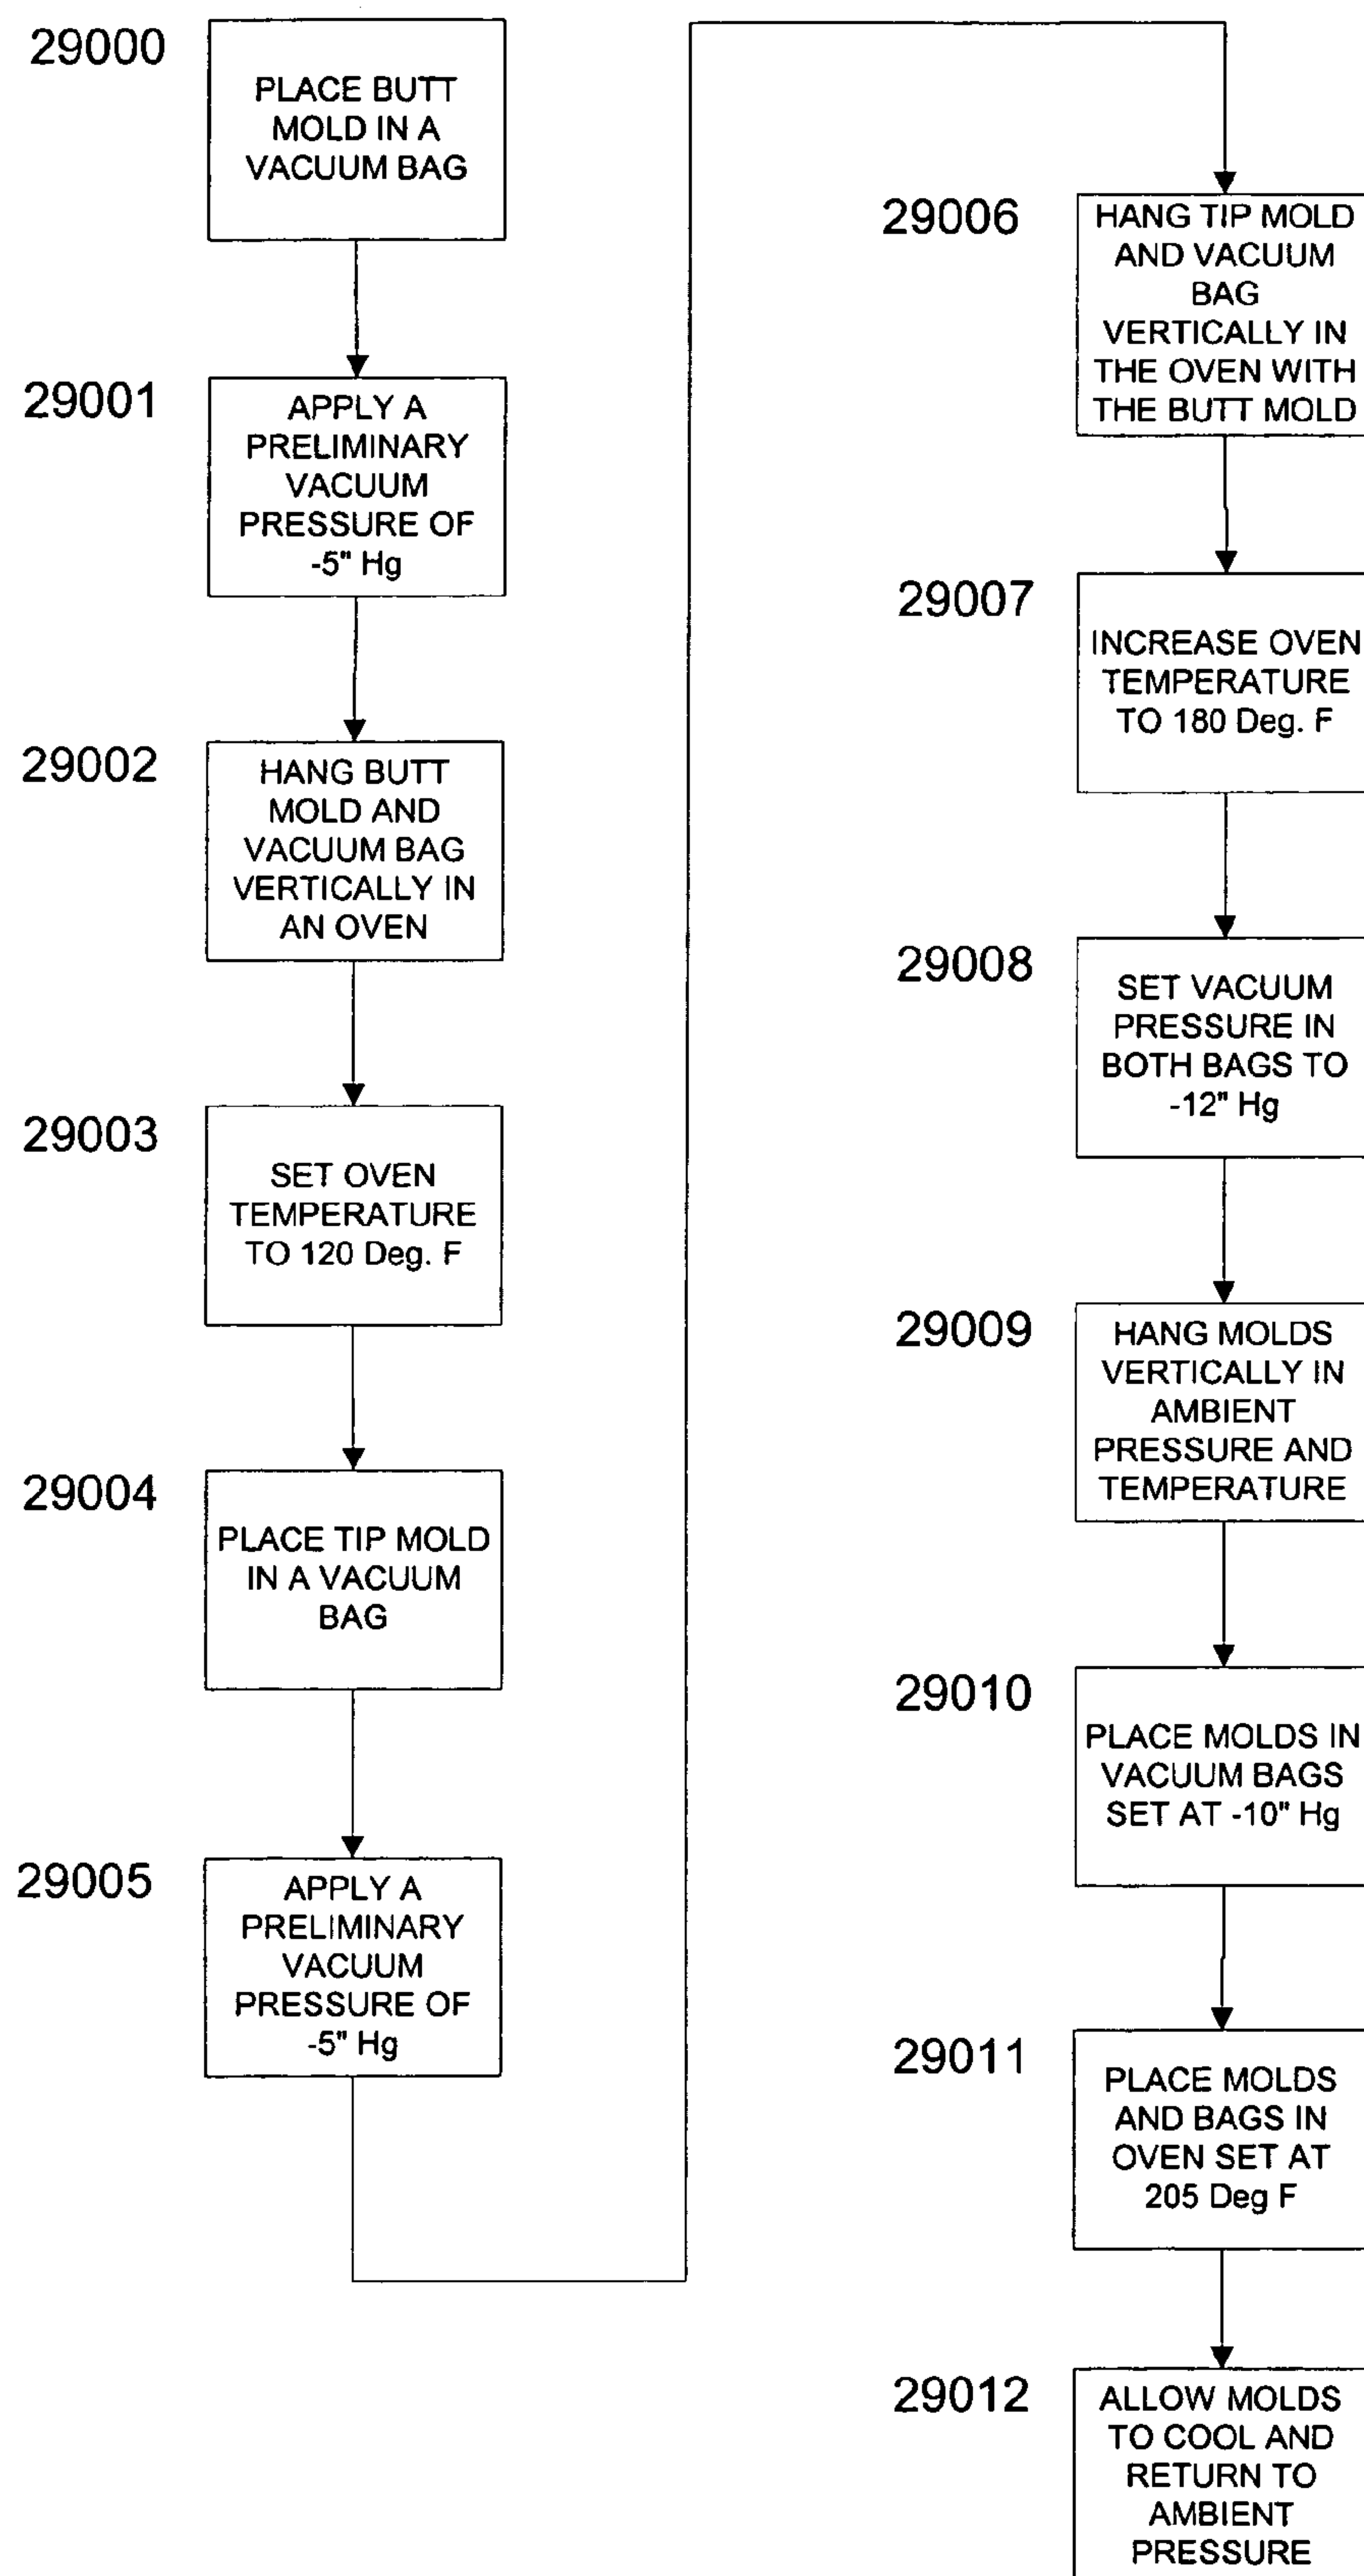 29000
PLACE BUTT
MOLD IN A
VACUUM BAG
29001
APPLY A
PRELIMINARY
VACUUM
PRESSURE OF
-5" Hg
29002
HANG BUTT
MOLD AND
VACUUM BAG
VERTICALLY IN
AN OVEN
29003
SET OVEN
TEMPERATURE
TO 120 Deg. F
29004
PLACE TIP MOLD
IN A VACUUM
BAG
29005
APPLY A
PRELIMINARY
VACUUM
PRESSURE OF
-5" Hg
29006
HANG TIP MOLD
AND VACUUM
BAG
VERTICALLY IN
THE OVEN WITH
THE BUTT MOLD
29007
INCREASE OVEN
TEMPERATURE
TO 180 Deg. F
29008
SET VACUUM
PRESSURE IN
BOTH BAGS TO
-12" Hg
29009
HANG MOLDS
VERTICALLY IN
AMBIENT
PRESSURE AND
TEMPERATURE
29010
PLACE MOLDS IN
VACUUM BAGS
SET AT -10" Hg
29011
PLACE MOLDS
AND BAGS IN
OVEN SET AT
205 Deg F
29012
ALLOW MOLDS
TO COOL AND
RETURN TO
AMBIENT
PRESSURE